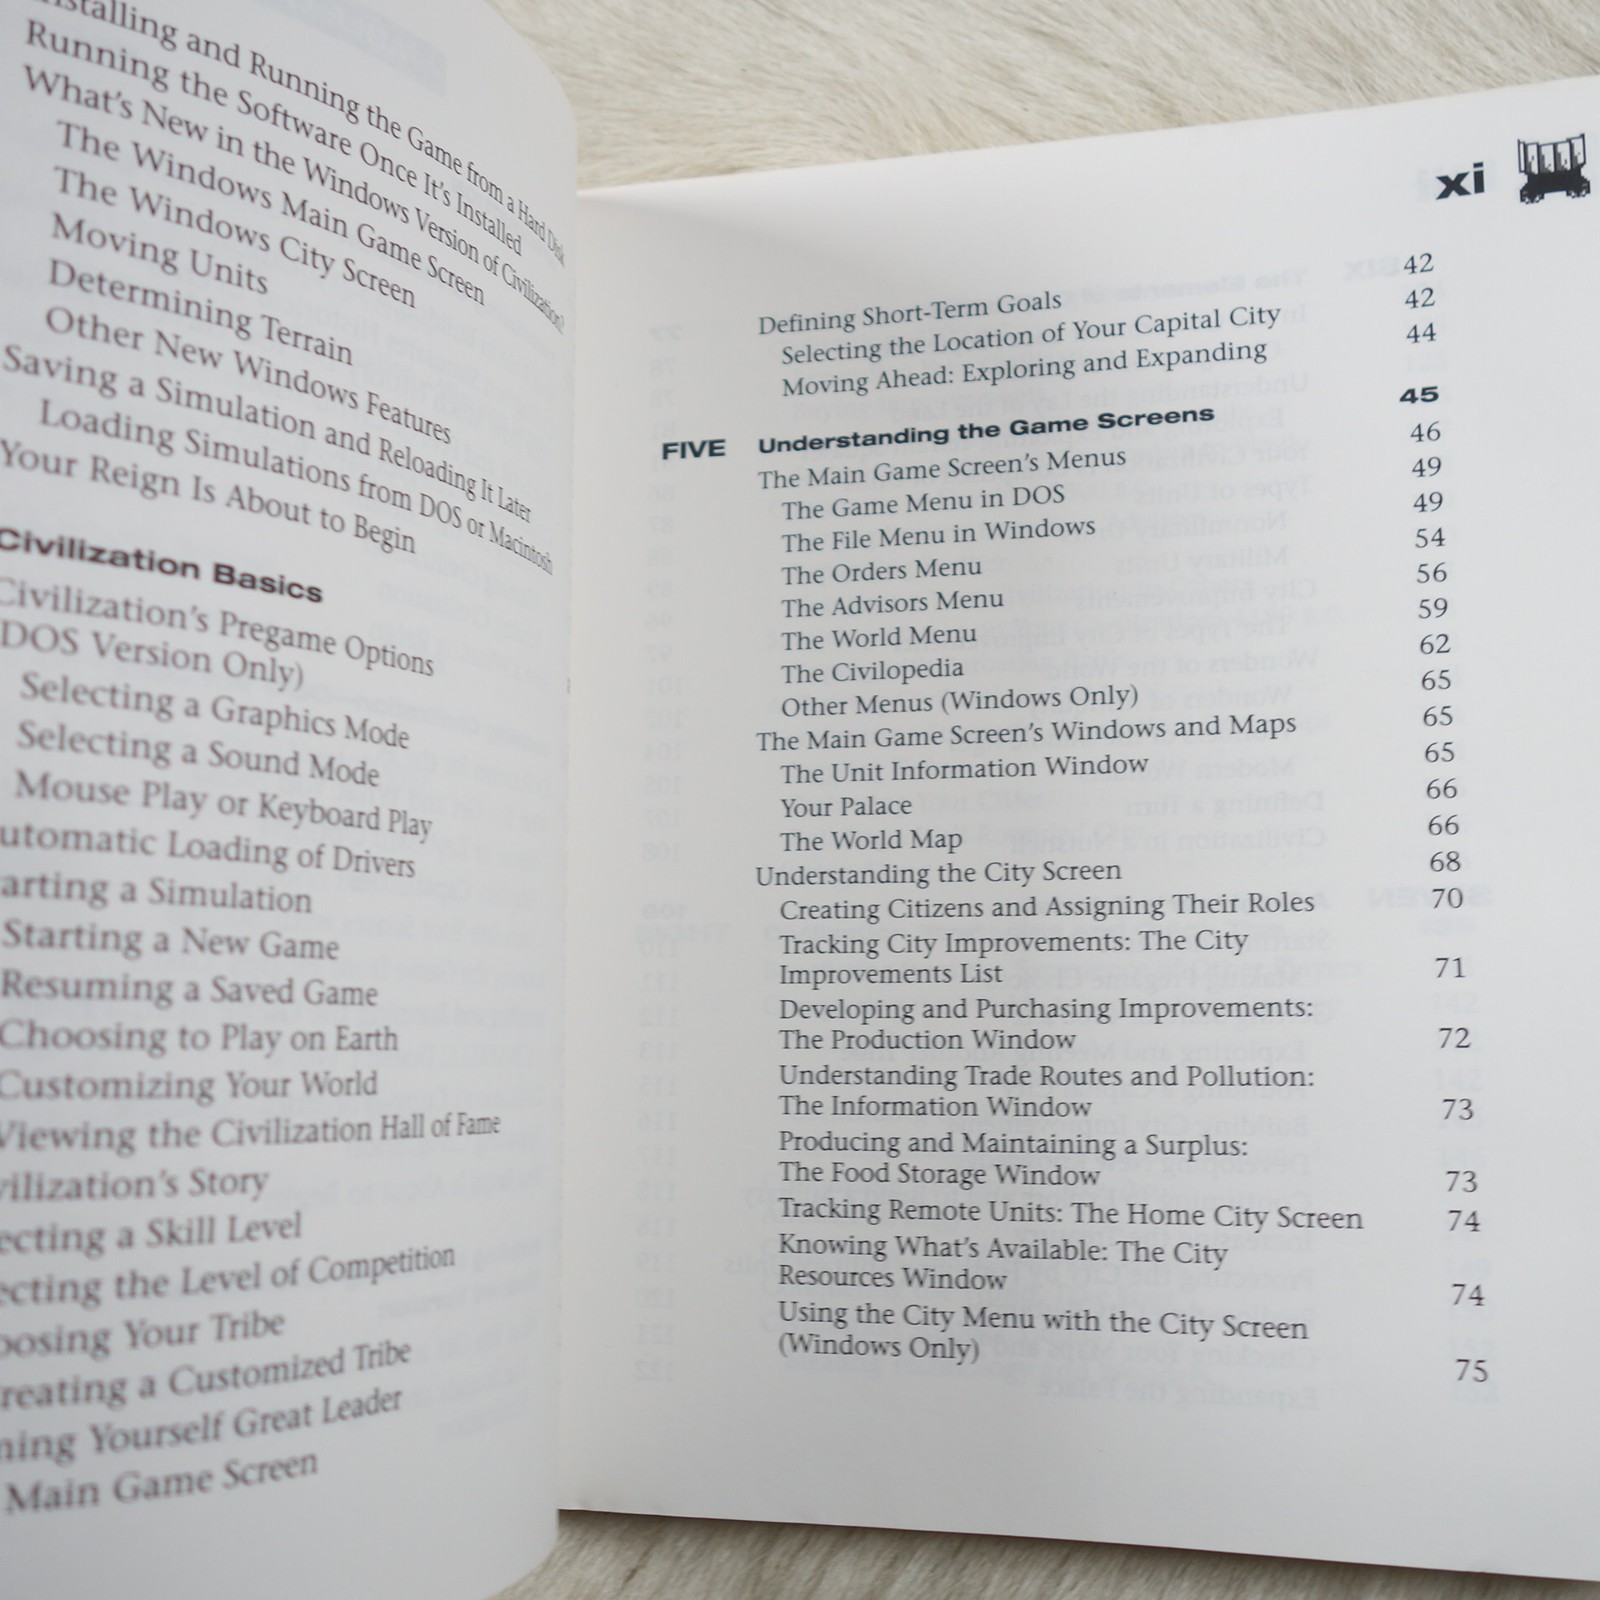 Installing and Running the Game from a Hard Disk
Running the Software Once It's Installed
What's New in the Windows Version of Civilization?
The Windows Main Game Screen
The Windows City Screen
Moving Units
Determining Terrain
Other New Windows Features
Saving a Simulation and Reloading It Later
Loading Simulations from DOS or Macintosh
Your Reign Is About to Begin
Civilization Basics
Civilization's Pregame Options
DOS Version Only)
Selecting a Graphics Mode
Selecting a Sound Mode
Mouse Play or Keyboard Play
utomatic Loading of Drivers
arting a Simulation
Starting a New Game
Resuming a Saved Game
Choosing to Play on Earth
Customizing Your World
Viewing the Civilization Hall of Fame
vilization's Story
ecting a Skill Level
ecting the Level of Competition
oosing Your Tribe
reating a Customized Tribe
ming Yourself Great Leader
Main Game Screen
xi
Defining Short-Term Goals 42
Selecting the Location of Your Capital City 42
Moving Ahead: Exploring and Expanding 44
FIVE Understanding the Game Screens 45
The Main Game Screen's Menus 46
The Game Menu in DOS 49
The File Menu in Windows 49
The Orders Menu 54
The Advisors Menu 56
The World Menu 59
The Civilopedia 62
Other Menus (Windows Only) 65
The Main Game Screen's Windows and Maps 65
The Unit Information Window 65
Your Palace 66
The World Map 66
Understanding the City Screen 68
Creating Citizens and Assigning Their Roles 70
Tracking City Improvements: The City
Improvements List 71
Developing and Purchasing Improvements:
The Production Window 72
Understanding Trade Routes and Pollution:
The Information Window 73
Producing and Maintaining a Surplus:
The Food Storage Window 73
Tracking Remote Units: The Home City Screen 74
Knowing What's Available: The City
Resources Window 74
Using the City Menu with the City Screen
(Windows Only) 75